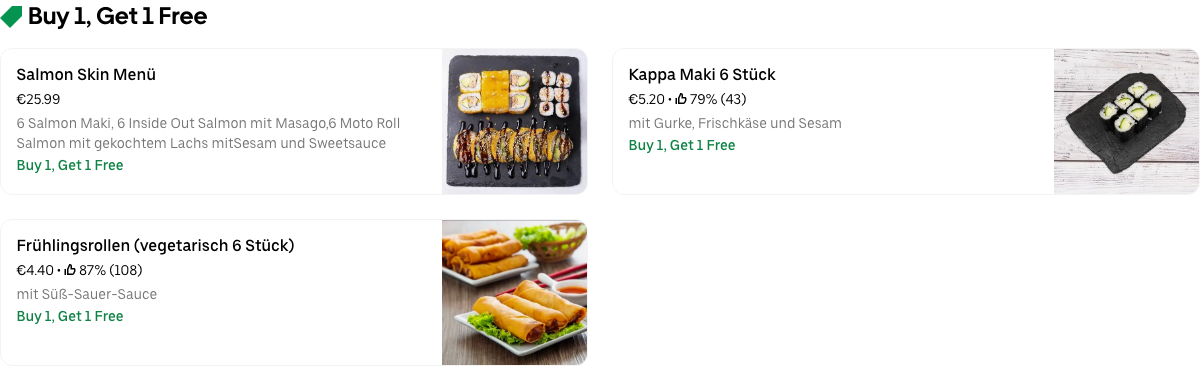 Buy 1, Get 1 Free
Salmon Skin Menü
€25.99
6 Salmon Maki, 6 Inside Out Salmon mit Masago,6 Moto Roll
Salmon mit gekochtem Lachs mitSesam und Sweetsauce
Buy 1, Get 1 Free
Kappa Maki 6 Stück
€5.20 • 79% (43)
mit Gurke, Frischkäse und Sesam
Buy 1, Get 1 Free
Frühlingsrollen (vegetarisch 6 Stück)
€4.40 • 87% (108)
mit Süß-Sauer-Sauce
Buy 1, Get 1 Free